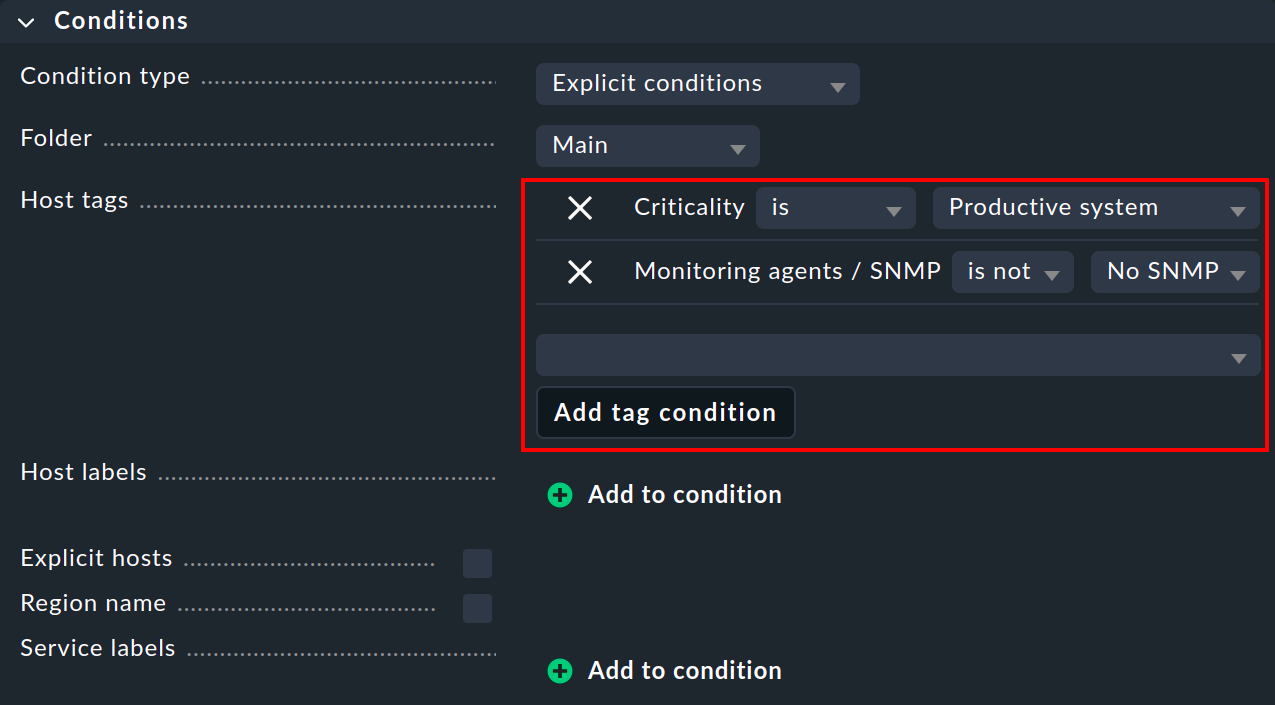 Conditions
Condition type Explicit conditions
Folder Main
Host tags Criticality is Productive system
Monitoring agents / SNMP is not No SNMP
Add tag condition
Host labels
Add to condition
Explicit hosts
Region name
Service labels
Add to condition